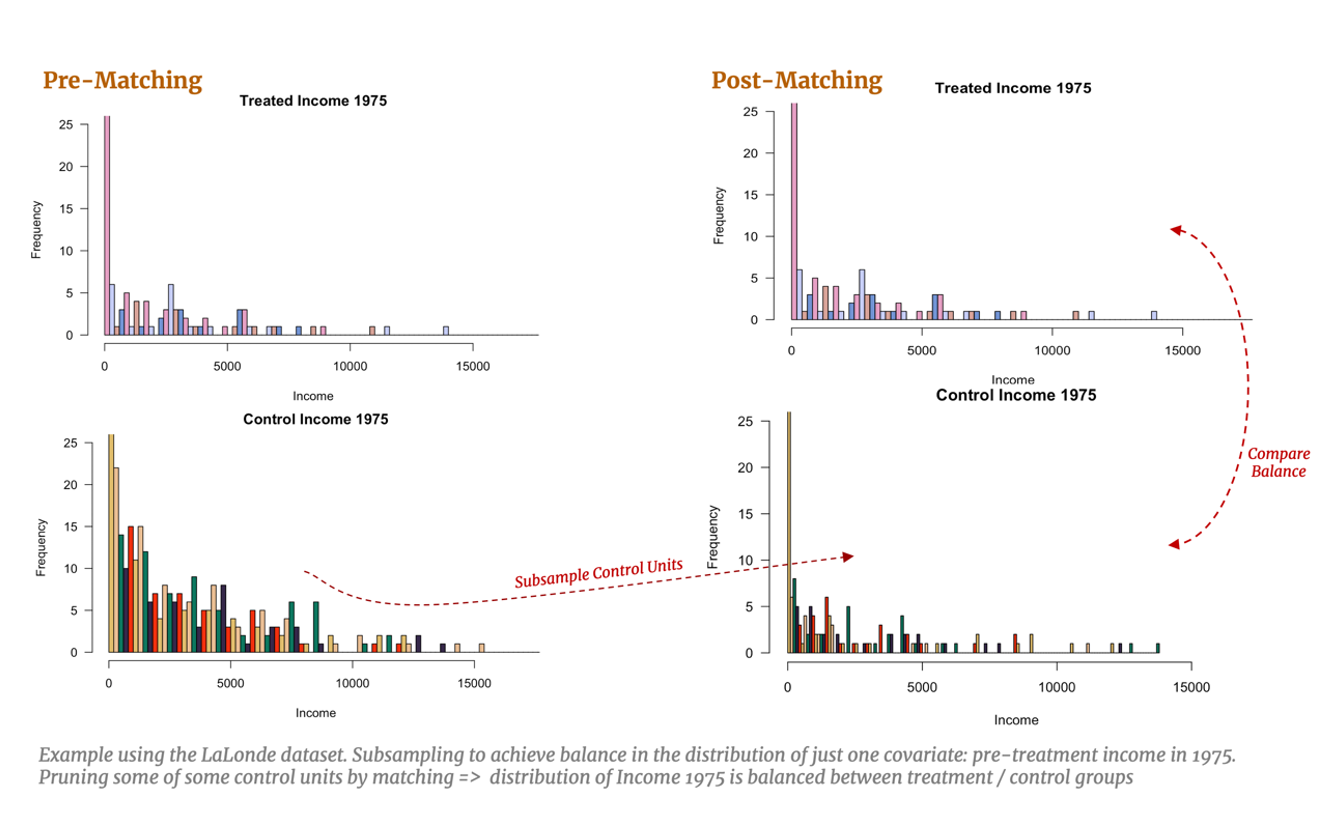 Pre-Matching
Treated Income 1975
Frequency
25
20
15
10
5
0
0 5000 10000 15000
Income
Control Income 1975
Frequency
25
20
15
10
5
0
0 5000 10000 15000
Income
Subsample Control Units
Post-Matching
Treated Income 1975
Frequency
25
20
15
10
5
0
0 5000 10000 15000
Income
Control Income 1975
Frequency
25
20
15
10
5
0
0 5000 10000 15000
Income
Compare
Balance
Example using the LaLonde dataset. Subsampling to achieve balance in the distribution of just one covariate: pre-treatment income in 1975.
Pruning some of some control units by matching => distribution of Income 1975 is balanced between treatment / control groups